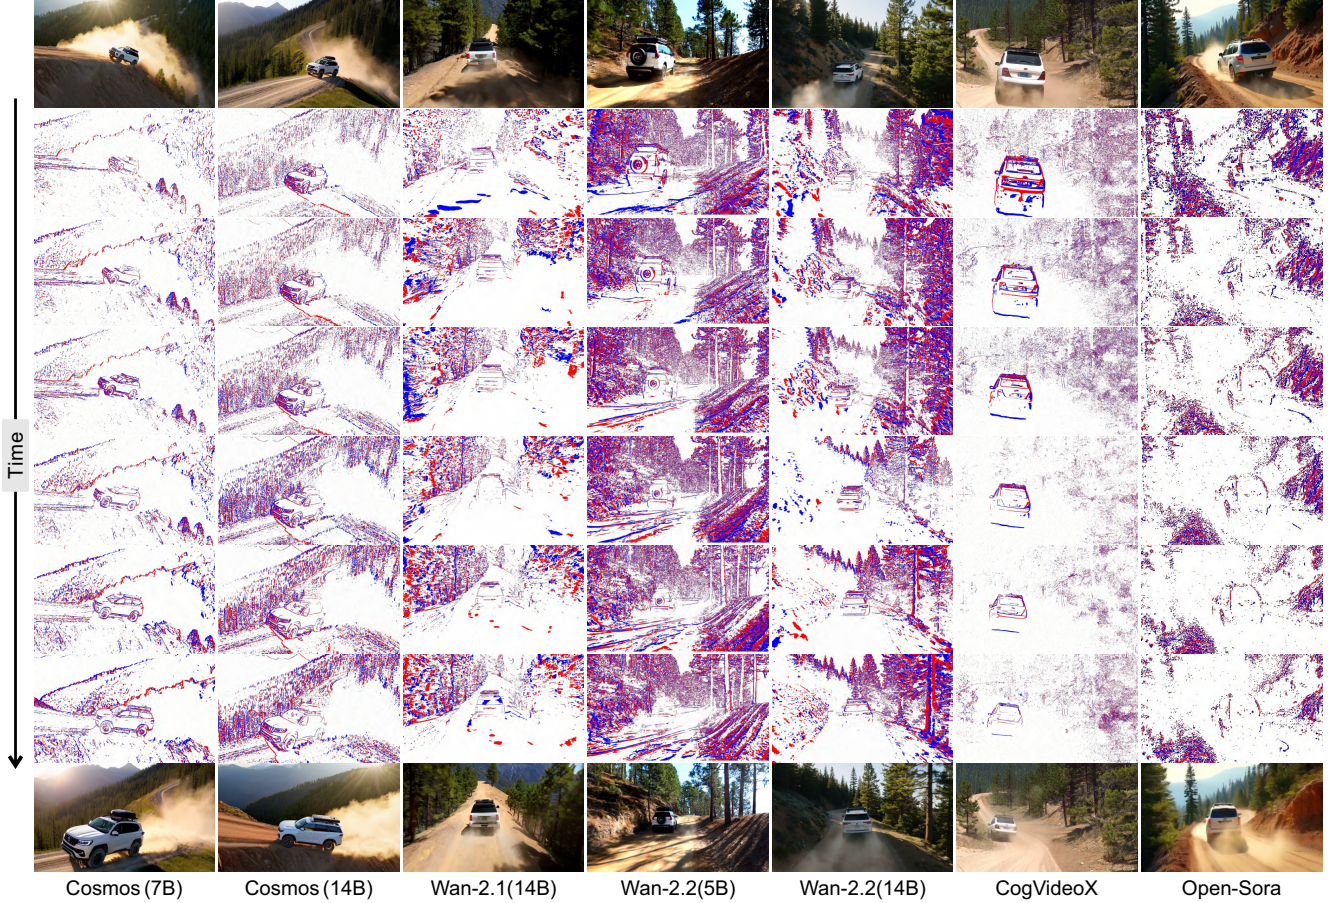 Time
Cosmos (7B)
Cosmos (14B)
Wan-2.1(14B)
Wan-2.2(5B)
Wan-2.2(14B)
CogVideoX
Open-Sora